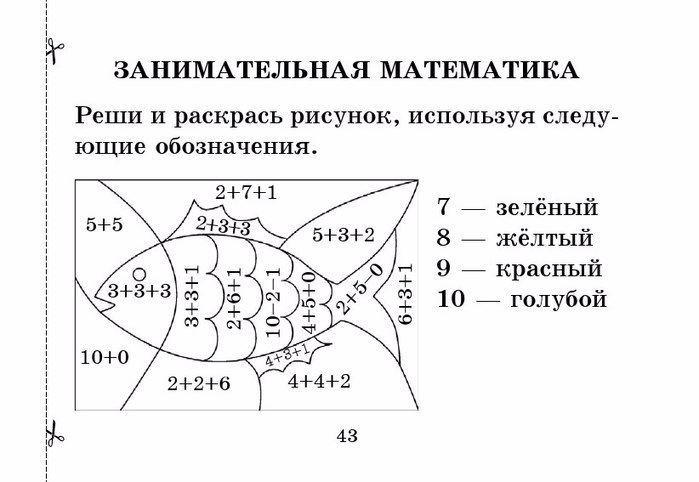 ЗАНИМАТЕЛЬНАЯ МАТЕМАТИКА
Реши и раскрась рисунок, используя следу-
ющие обозначения.
2+7+1
5+5
2+3+3
5+3+2
3+3+3
3+3+1
2+6+1
10−2−1
4+5+0
2+5−0
6+3+1
10+0
2+2+6
4+3+1
4+4+2
7 — зелёный
8 — жёлтый
9 — красный
10 — голубой
43